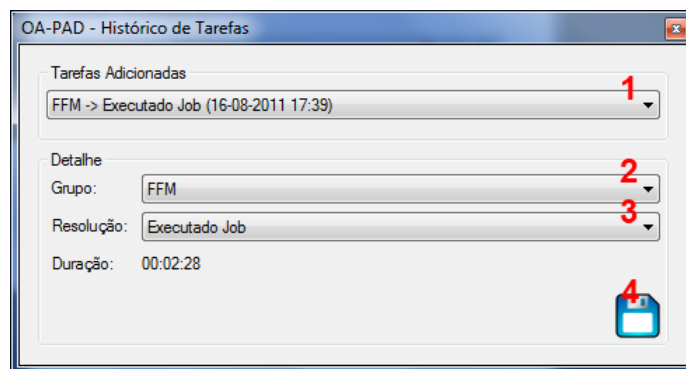 OA-PAD - Histórico de Tarefas
Tarefas Adicionadas
1
FFM -> Executado Job (16-08-2011 17:39)
Detalhe
2
Grupo: FFM
3
Resolução: Executado Job
Duração: 00:02:28
4